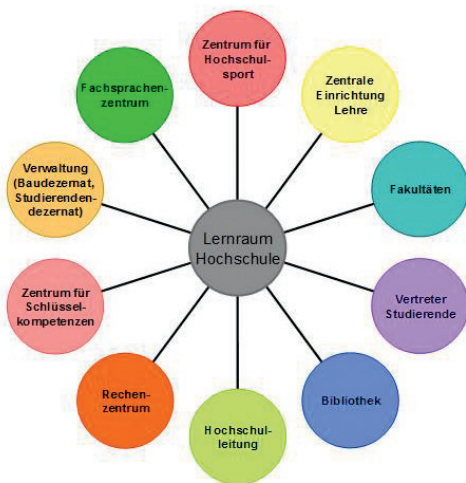 Zentrum für
Hochschul-
sport
Zentrale
Einrichtung
Lehre
Fakultäten
Vertreter
Studierende
Bibliothek
Hochschul-
leitung
Rechen-
zentrum
Zentrum für
Schlüssel-
kompetenzen
Verwaltung
(Baudezernat,
Studierenden-
dezernat)
Fachsprachen-
zentrum
Lernraum
Hochschule